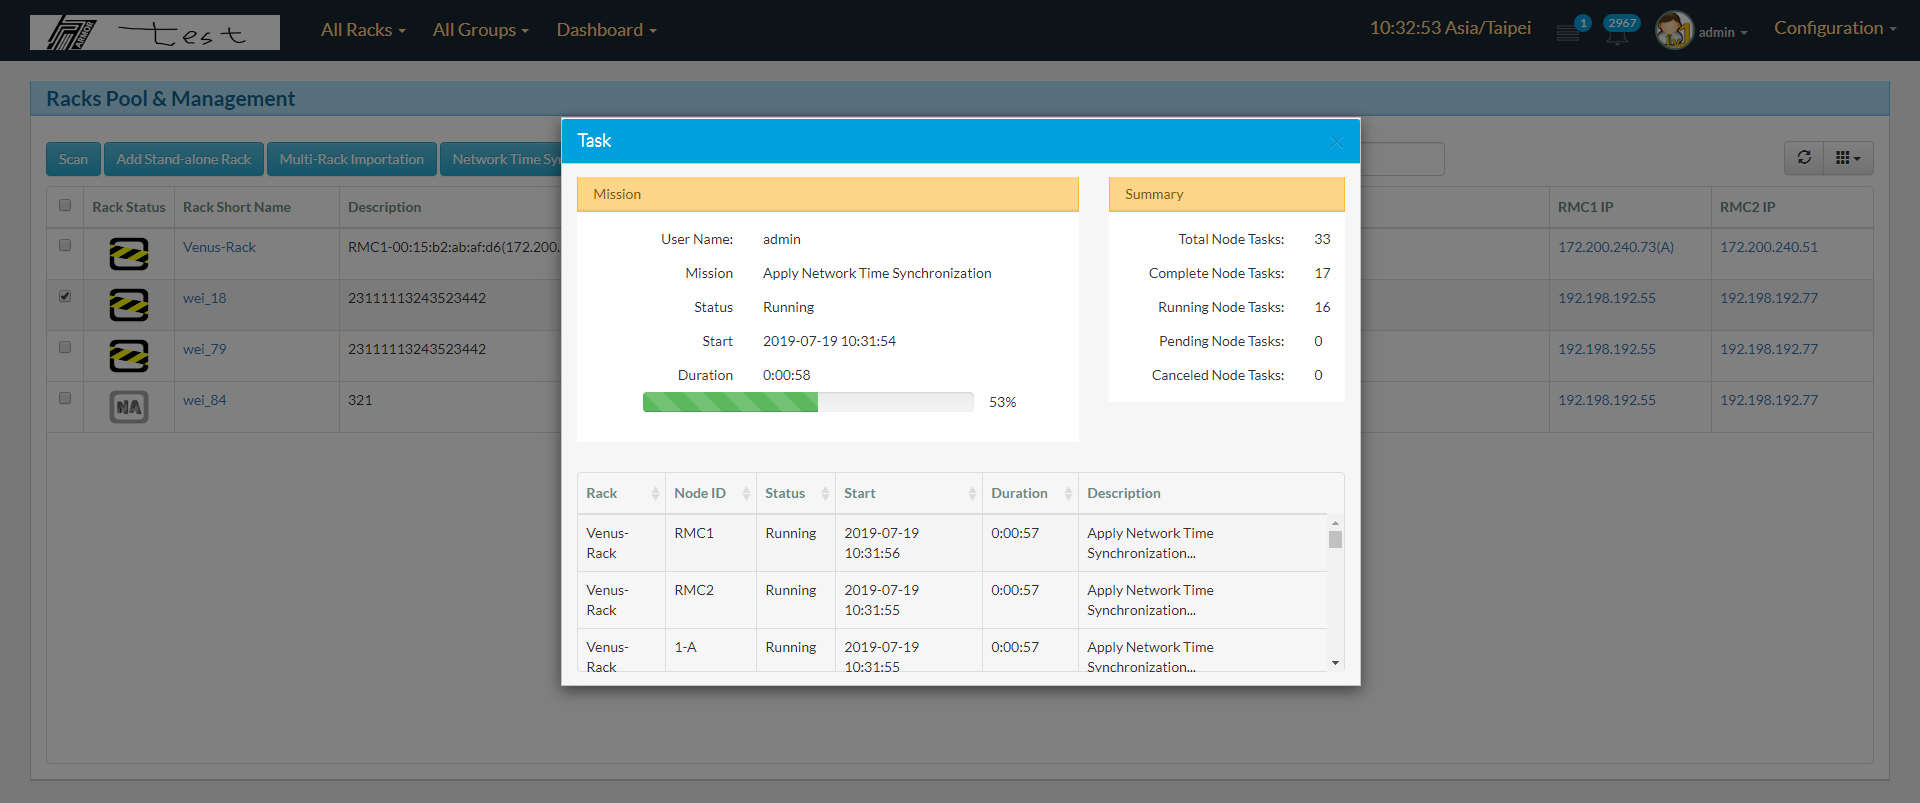 ARMOR test All Racks All Groups Dashboard 10:32:53 Asia/Taipei 1 2967 admin Configuration
Racks Pool & Management
Scan Add Stand-alone Rack Multi-Rack Importation Network Time Sy
Rack Status Rack Short Name Description RMC1 IP RMC2 IP
Venus-Rack RMC1-00:15:b2:ab:af:d6(172.200. 172.200.240.73(A) 172.200.240.51
wei_18 23111113243523442 192.198.192.55 192.198.192.77
wei_79 23111113243523442 192.198.192.55 192.198.192.77
NA wei_84 321 192.198.192.55 192.198.192.77
Task
Mission
User Name: admin
Mission Apply Network Time Synchronization
Status Running
Start 2019-07-19 10:31:54
Duration 0:00:58
53%
Summary
Total Node Tasks: 33
Complete Node Tasks: 17
Running Node Tasks: 16
Pending Node Tasks: 0
Canceled Node Tasks: 0
Rack Node ID Status Start Duration Description
Venus- RMC1 Running 2019-07-19 0:00:57 Apply Network Time
Rack 10:31:56 Synchronization...
Venus- RMC2 Running 2019-07-19 0:00:57 Apply Network Time
Rack 10:31:55 Synchronization...
Venus- 1-A Running 2019-07-19 0:00:57 Apply Network Time
Rack 10:31:55 Synchronization...